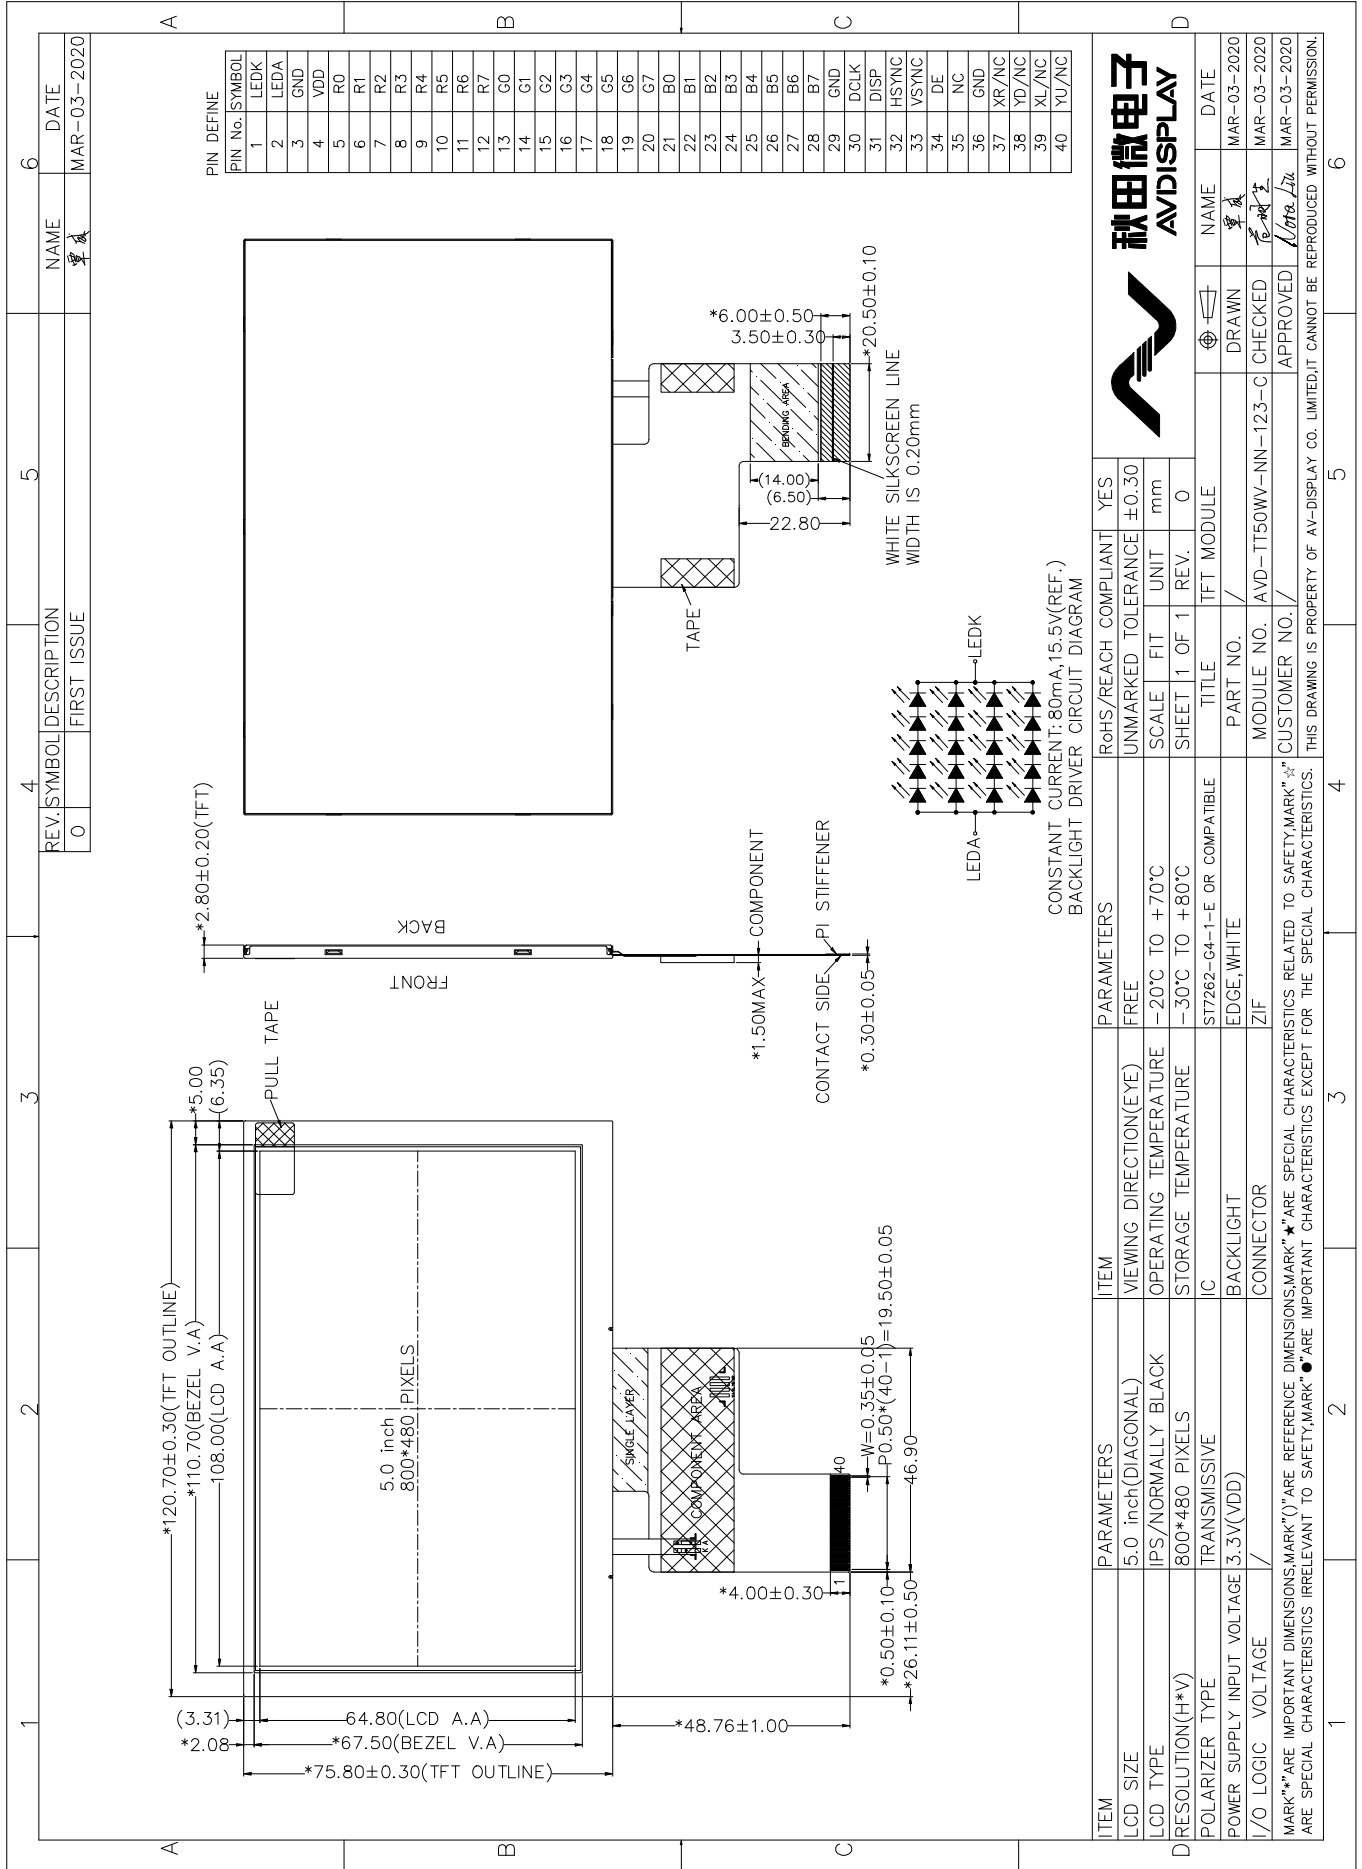 1 2 3 4 5 6
A
B
C
D
REV. SYMBOL DESCRIPTION NAME DATE
0 FIRST ISSUE MAR-03-2020
*120.70±0.30(TFT OUTLINE)
*110.70(BEZEL V.A)
108.00(LCD A.A)
*5.00
(6.35)
PULL TAPE
(3.31)
*2.08
64.80(LCD A.A)
*67.50(BEZEL V.A)
*75.80±0.30(TFT OUTLINE)
5.0 inch
800*480 PIXELS
SINGLE LAYER
COMPONENT AREA
*48.76±1.00
*4.00±0.30
1
40
*0.50±0.10
*26.11±0.50
W=0.35±0.05
P0.50*(40-1)=19.50±0.05
46.90
*2.80±0.20(TFT)
FRONT
BACK
*1.50MAX
COMPONENT
CONTACT SIDE
PI STIFFENER
*0.30±0.05
TAPE
BENDING AREA
(14.00)
(6.50)
22.80
*6.00±0.50
3.50±0.30
*20.50±0.10
WHITE SILKSCREEN LINE
WIDTH IS 0.20mm
LEDA
LEDK
CONSTANT CURRENT: 80mA,15.5V(REF.)
BACKLIGHT DRIVER CIRCUIT DIAGRAM
PIN DEFINE
PIN No. SYMBOL
1 LEDK
2 LEDA
3 GND
4 VDD
5 R0
6 R1
7 R2
8 R3
9 R4
10 R5
11 R6
12 R7
13 G0
14 G1
15 G2
16 G3
17 G4
18 G5
19 G6
20 G7
21 B0
22 B1
23 B2
24 B3
25 B4
26 B5
27 B6
28 B7
29 GND
30 DCLK
31 DISP
32 HSYNC
33 VSYNC
34 DE
35 NC
36 GND
37 XR/NC
38 YD/NC
39 XL/NC
40 YU/NC
ITEM PARAMETERS ITEM PARAMETERS
LCD SIZE 5.0 inch(DIAGONAL) VIEWING DIRECTION(EYE) FREE
LCD TYPE IPS/NORMALLY BLACK OPERATING TEMPERATURE -20°C TO +70°C
RESOLUTION(H*V) 800*480 PIXELS STORAGE TEMPERATURE -30°C TO +80°C
POLARIZER TYPE TRANSMISSIVE IC ST7262-G4-1-E OR COMPATIBLE
POWER SUPPLY INPUT VOLTAGE 3.3V(VDD) BACKLIGHT EDGE,WHITE
I/O LOGIC VOLTAGE / CONNECTOR ZIF
MARK"*"ARE IMPORTANT DIMENSIONS,MARK"()"ARE REFERENCE DIMENSIONS,MARK"★"ARE SPECIAL CHARACTERISTICS RELATED TO SAFETY,MARK"☆"
ARE SPECIAL CHARACTERISTICS IRRELEVANT TO SAFETY,MARK"●"ARE IMPORTANT CHARACTERISTICS EXCEPT FOR THE SPECIAL CHARACTERISTICS.
RoHS/REACH COMPLIANT YES
UNMARKED TOLERANCE ±0.30
SCALE FIT UNIT mm
SHEET 1 OF 1 REV. 0
秋田微电子
AVDISPLAY
TITLE TFT MODULE NAME DATE
PART NO. / DRAWN MAR-03-2020
MODULE NO. AVD-TT50WV-NN-123-C CHECKED MAR-03-2020
CUSTOMER NO. / APPROVED Nora Liu MAR-03-2020
THIS DRAWING IS PROPERTY OF AV-DISPLAY CO. LIMITED,IT CANNOT BE REPRODUCED WITHOUT PERMISSION.
1 2 3 4 5 6
A
B
C
D